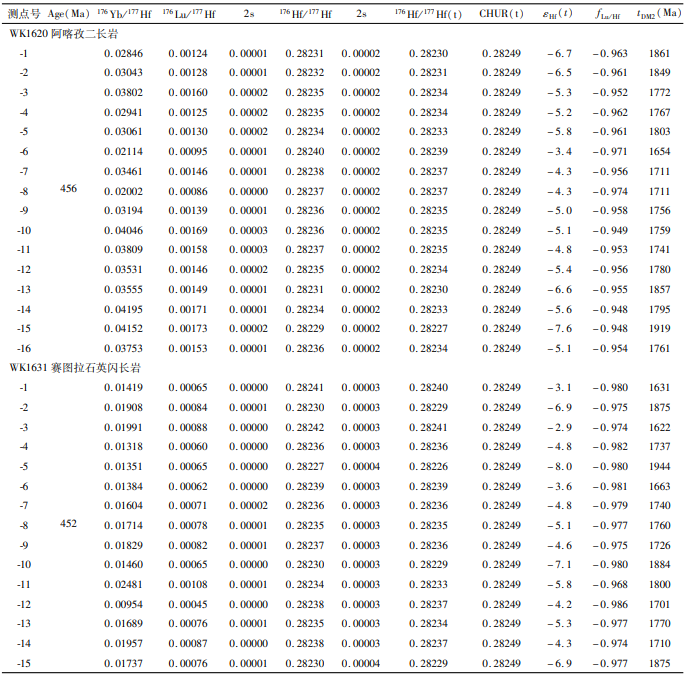 测点号 Age(Ma) ¹⁷⁶Yb/¹⁷⁷Hf ¹⁷⁶Lu/¹⁷⁷Hf 2s ¹⁷⁶Hf/¹⁷⁷Hf 2s ¹⁷⁶Hf/¹⁷⁷Hf(t) CHUR(t) εHf(t) fLu/Hf tDM2(Ma)
WK1620 阿喀孜二长岩
-1 0.02846 0.00124 0.00001 0.28231 0.00002 0.28230 0.28249 −6.7 −0.963 1861
-2 0.03043 0.00128 0.00001 0.28232 0.00002 0.28231 0.28249 −6.5 −0.961 1849
-3 0.03802 0.00160 0.00002 0.28235 0.00002 0.28234 0.28249 −5.3 −0.952 1772
-4 0.02941 0.00125 0.00001 0.28235 0.00002 0.28234 0.28249 −5.2 −0.962 1767
-5 0.03061 0.00130 0.00002 0.28234 0.00002 0.28233 0.28249 −5.8 −0.961 1803
-6 0.02114 0.00095 0.00001 0.28240 0.00002 0.28239 0.28249 −3.4 −0.971 1654
-7 0.03461 0.00146 0.00001 0.28238 0.00002 0.28237 0.28249 −4.3 −0.956 1711
-8 456 0.02002 0.00086 0.00000 0.28237 0.00002 0.28237 0.28249 −4.3 −0.974 1711
-9 0.03194 0.00139 0.00001 0.28236 0.00002 0.28235 0.28249 −5.0 −0.958 1756
-10 0.04046 0.00169 0.00003 0.28236 0.00002 0.28235 0.28249 −5.1 −0.949 1759
-11 0.03809 0.00158 0.00003 0.28237 0.00002 0.28235 0.28249 −4.8 −0.953 1741
-12 0.03531 0.00146 0.00002 0.28235 0.00002 0.28234 0.28249 −5.4 −0.956 1780
-13 0.03555 0.00149 0.00001 0.28231 0.00002 0.28230 0.28249 −6.6 −0.955 1857
-14 0.04195 0.00171 0.00001 0.28234 0.00002 0.28233 0.28249 −5.6 −0.948 1795
-15 0.04152 0.00173 0.00002 0.28229 0.00002 0.28227 0.28249 −7.6 −0.948 1919
-16 0.03753 0.00153 0.00001 0.28236 0.00002 0.28234 0.28249 −5.1 −0.954 1761
WK1631 赛图拉石英闪长岩
-1 0.01419 0.00065 0.00000 0.28241 0.00003 0.28240 0.28249 −3.1 −0.980 1631
-2 0.01908 0.00084 0.00001 0.28230 0.00003 0.28229 0.28249 −6.9 −0.975 1875
-3 0.01991 0.00088 0.00000 0.28242 0.00003 0.28241 0.28249 −2.9 −0.974 1622
-4 0.01318 0.00060 0.00000 0.28236 0.00003 0.28236 0.28249 −4.8 −0.982 1737
-5 0.01351 0.00065 0.00000 0.28227 0.00004 0.28226 0.28249 −8.0 −0.980 1944
-6 0.01384 0.00062 0.00000 0.28239 0.00003 0.28239 0.28249 −3.6 −0.981 1663
-7 0.01604 0.00071 0.00002 0.28236 0.00003 0.28236 0.28249 −4.8 −0.979 1740
-8 452 0.01714 0.00078 0.00001 0.28235 0.00003 0.28235 0.28249 −5.1 −0.977 1760
-9 0.01829 0.00082 0.00001 0.28237 0.00003 0.28236 0.28249 −4.6 −0.975 1726
-10 0.01460 0.00065 0.00000 0.28230 0.00003 0.28229 0.28249 −7.1 −0.980 1884
-11 0.02481 0.00108 0.00001 0.28234 0.00003 0.28233 0.28249 −5.8 −0.968 1800
-12 0.00954 0.00045 0.00000 0.28238 0.00003 0.28237 0.28249 −4.2 −0.986 1701
-13 0.01689 0.00076 0.00001 0.28235 0.00003 0.28234 0.28249 −5.3 −0.977 1770
-14 0.01957 0.00087 0.00000 0.28238 0.00003 0.28237 0.28249 −4.3 −0.974 1710
-15 0.01737 0.00076 0.00001 0.28230 0.00004 0.28229 0.28249 −6.9 −0.977 1875